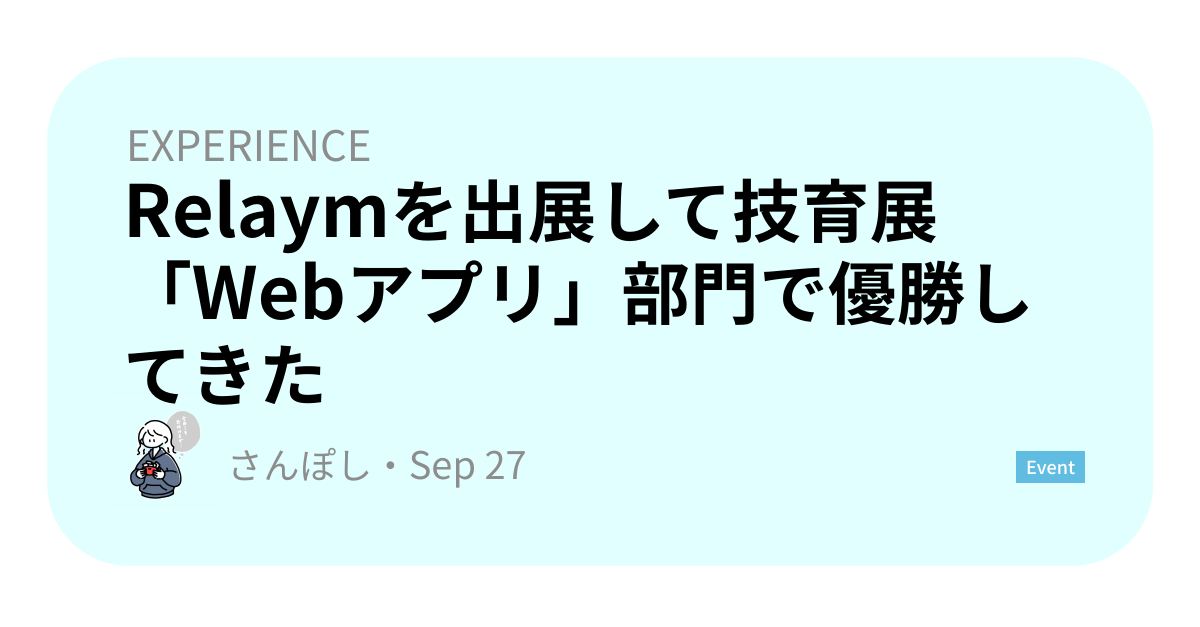 EXPERIENCE
Relaymを出展して技育展
「Webアプリ」部門で優勝し
てきた
さんぽし・Sep 27
Event